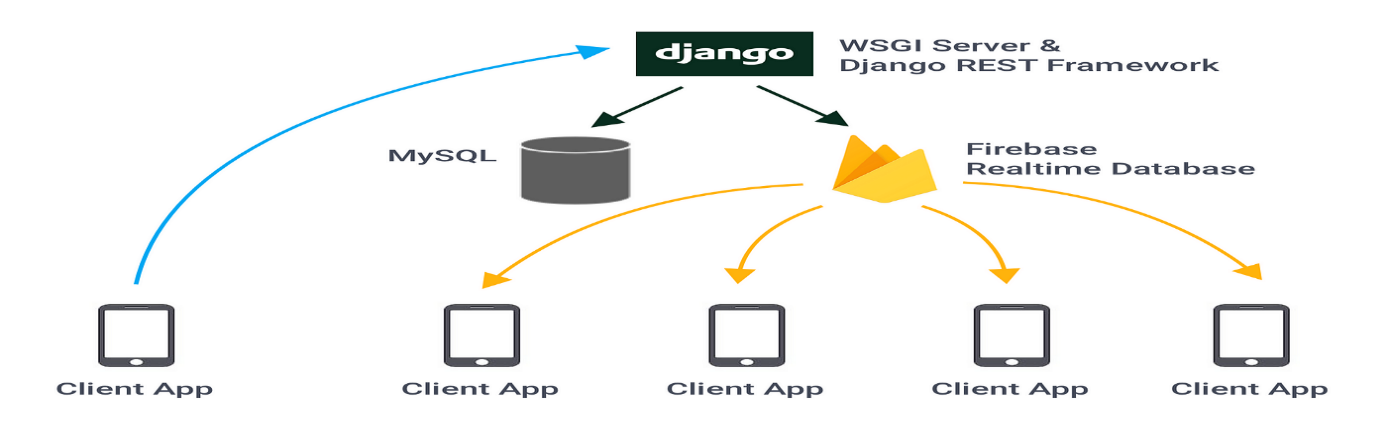 django
WSGI Server &
Django REST Framework
MySQL
Firebase
Realtime Database
Client App
Client App
Client App
Client App
Client App